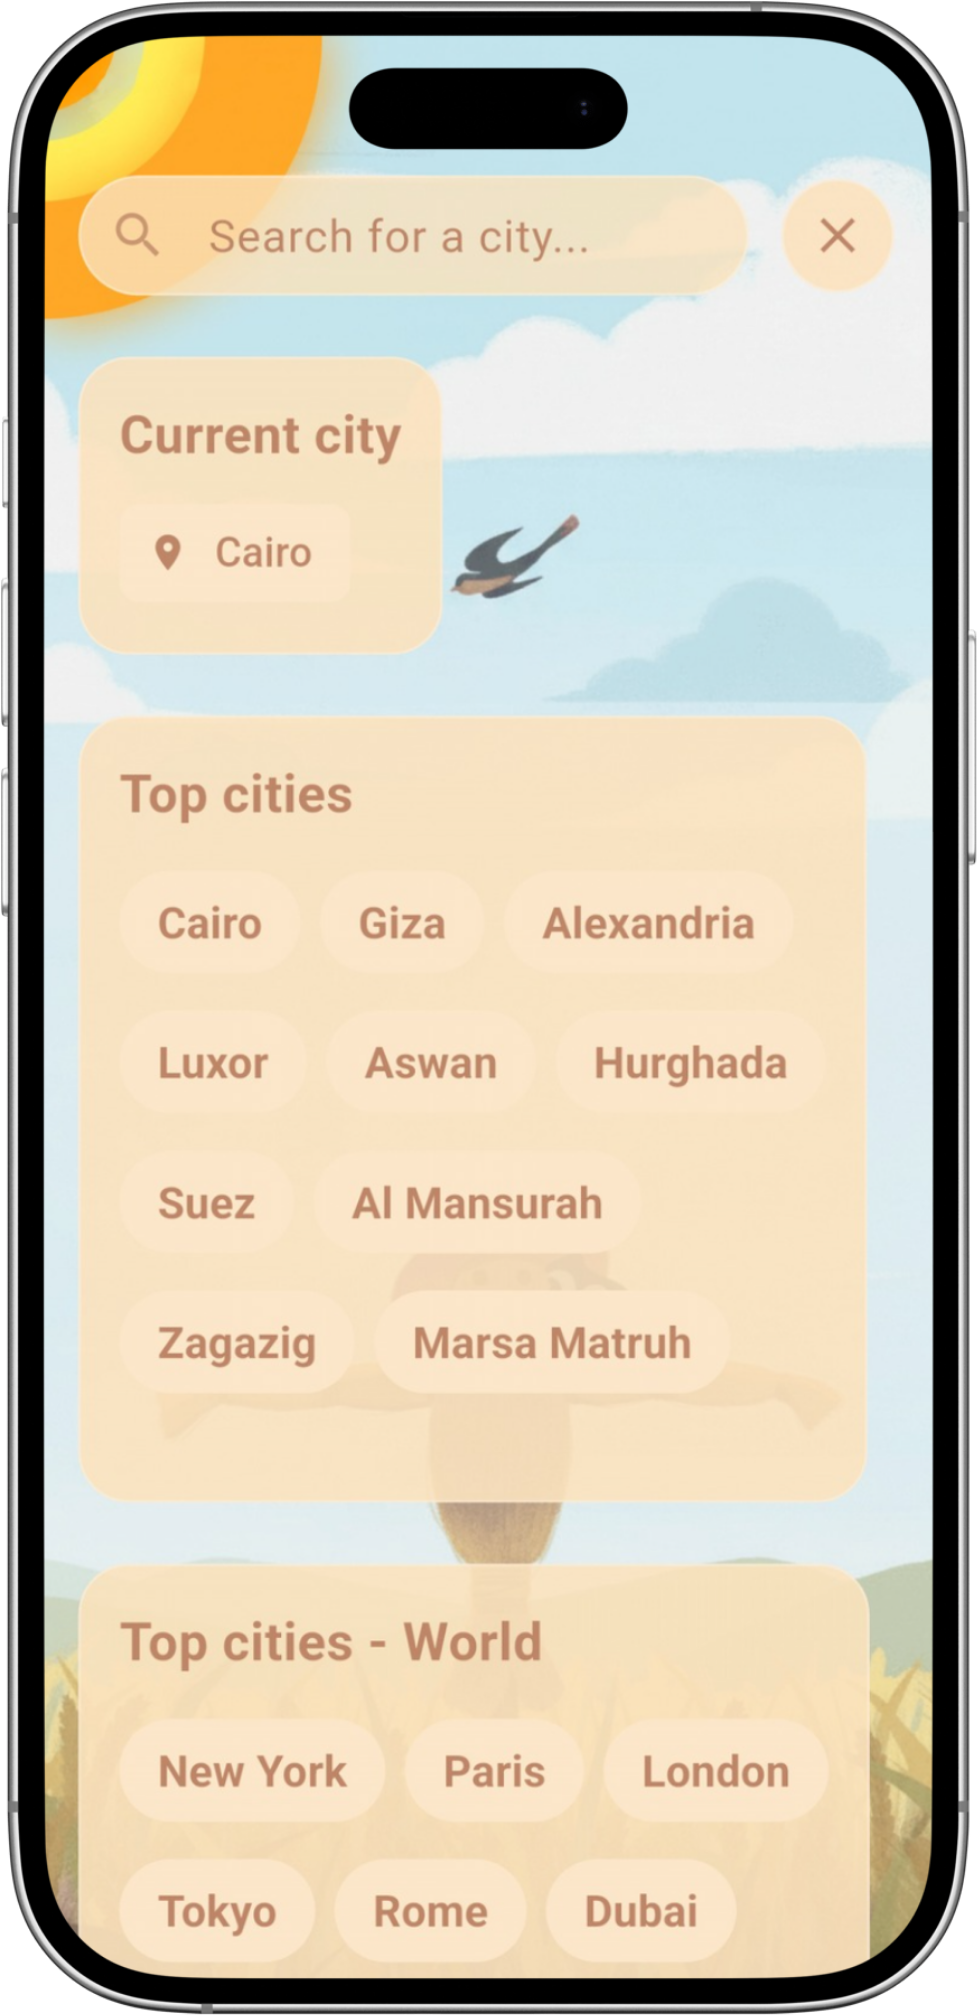 Search for a city...
Current city
Cairo
Top cities
Cairo Giza Alexandria
Luxor Aswan Hurghada
Suez Al Mansurah
Zagazig Marsa Matruh
Top cities - World
New York Paris London
Tokyo Rome Dubai